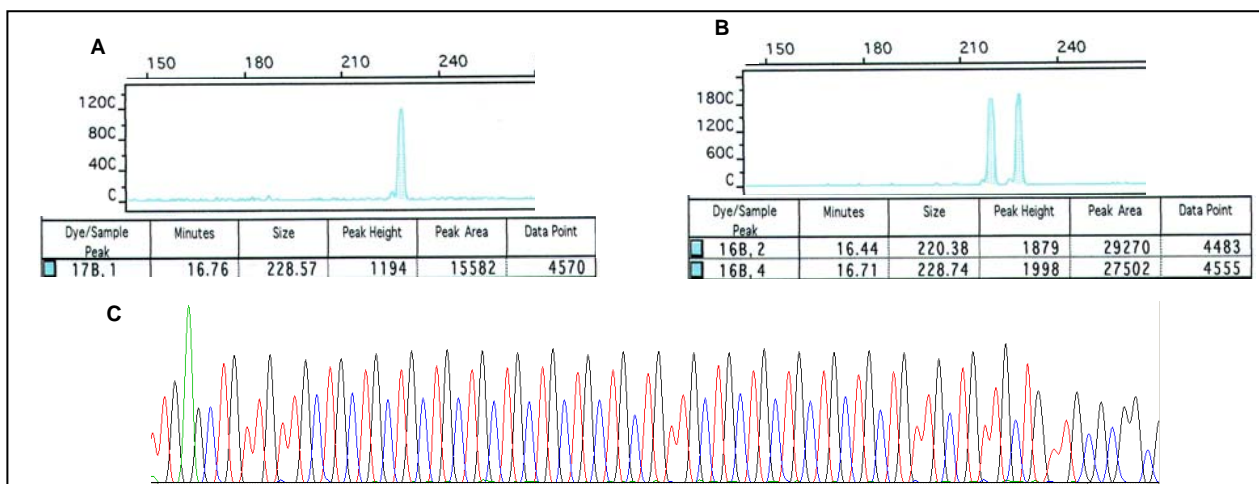 A
150 180 210 240
120C
80C
40C
C
Dye/Sample Peak Minutes Size Peak Height Peak Area Data Point
17B, 1 16.76 228.57 1194 15582 4570
B
150 180 210 240
180C
120C
60C
C
Dye/Sample Peak Minutes Size Peak Height Peak Area Data Point
16B, 2 16.44 220.38 1879 29270 4483
16B, 4 16.71 228.74 1998 27502 4555
C